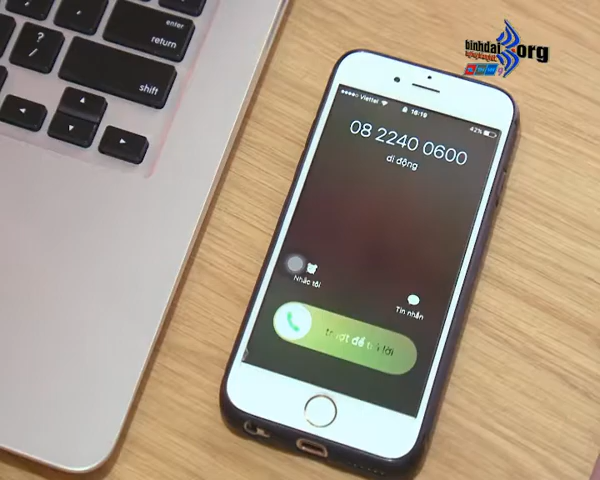 enter
return
? /
shift
binhdai org
Viettel 16:19 42%
08 2240 0600
di động
Nhắc tôi
Tin nhắn
trượt để trả lời